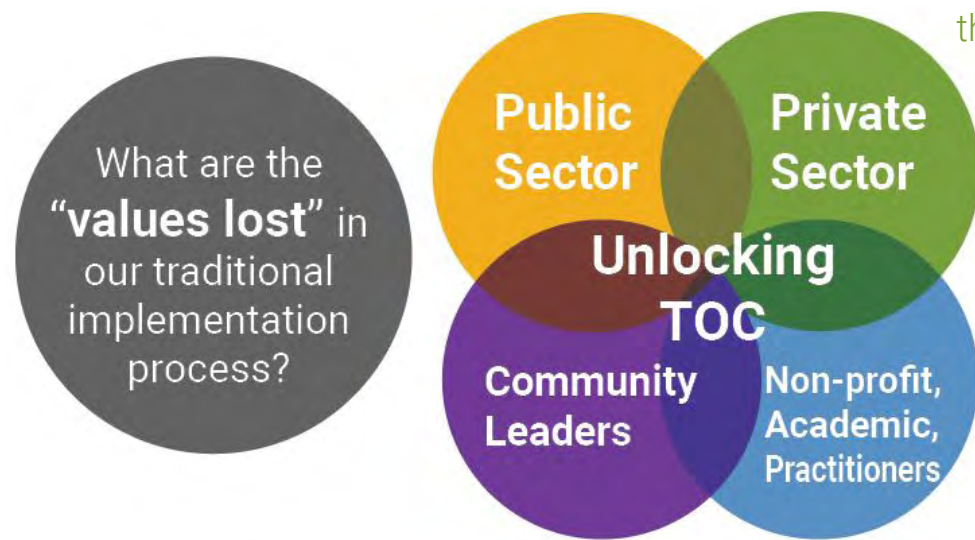 What are the
“values lost” in
our traditional
implementation
process?
th
Public
Sector
Private
Sector
Unlocking
TOC
Community
Leaders
Non-profit,
Academic,
Practitioners